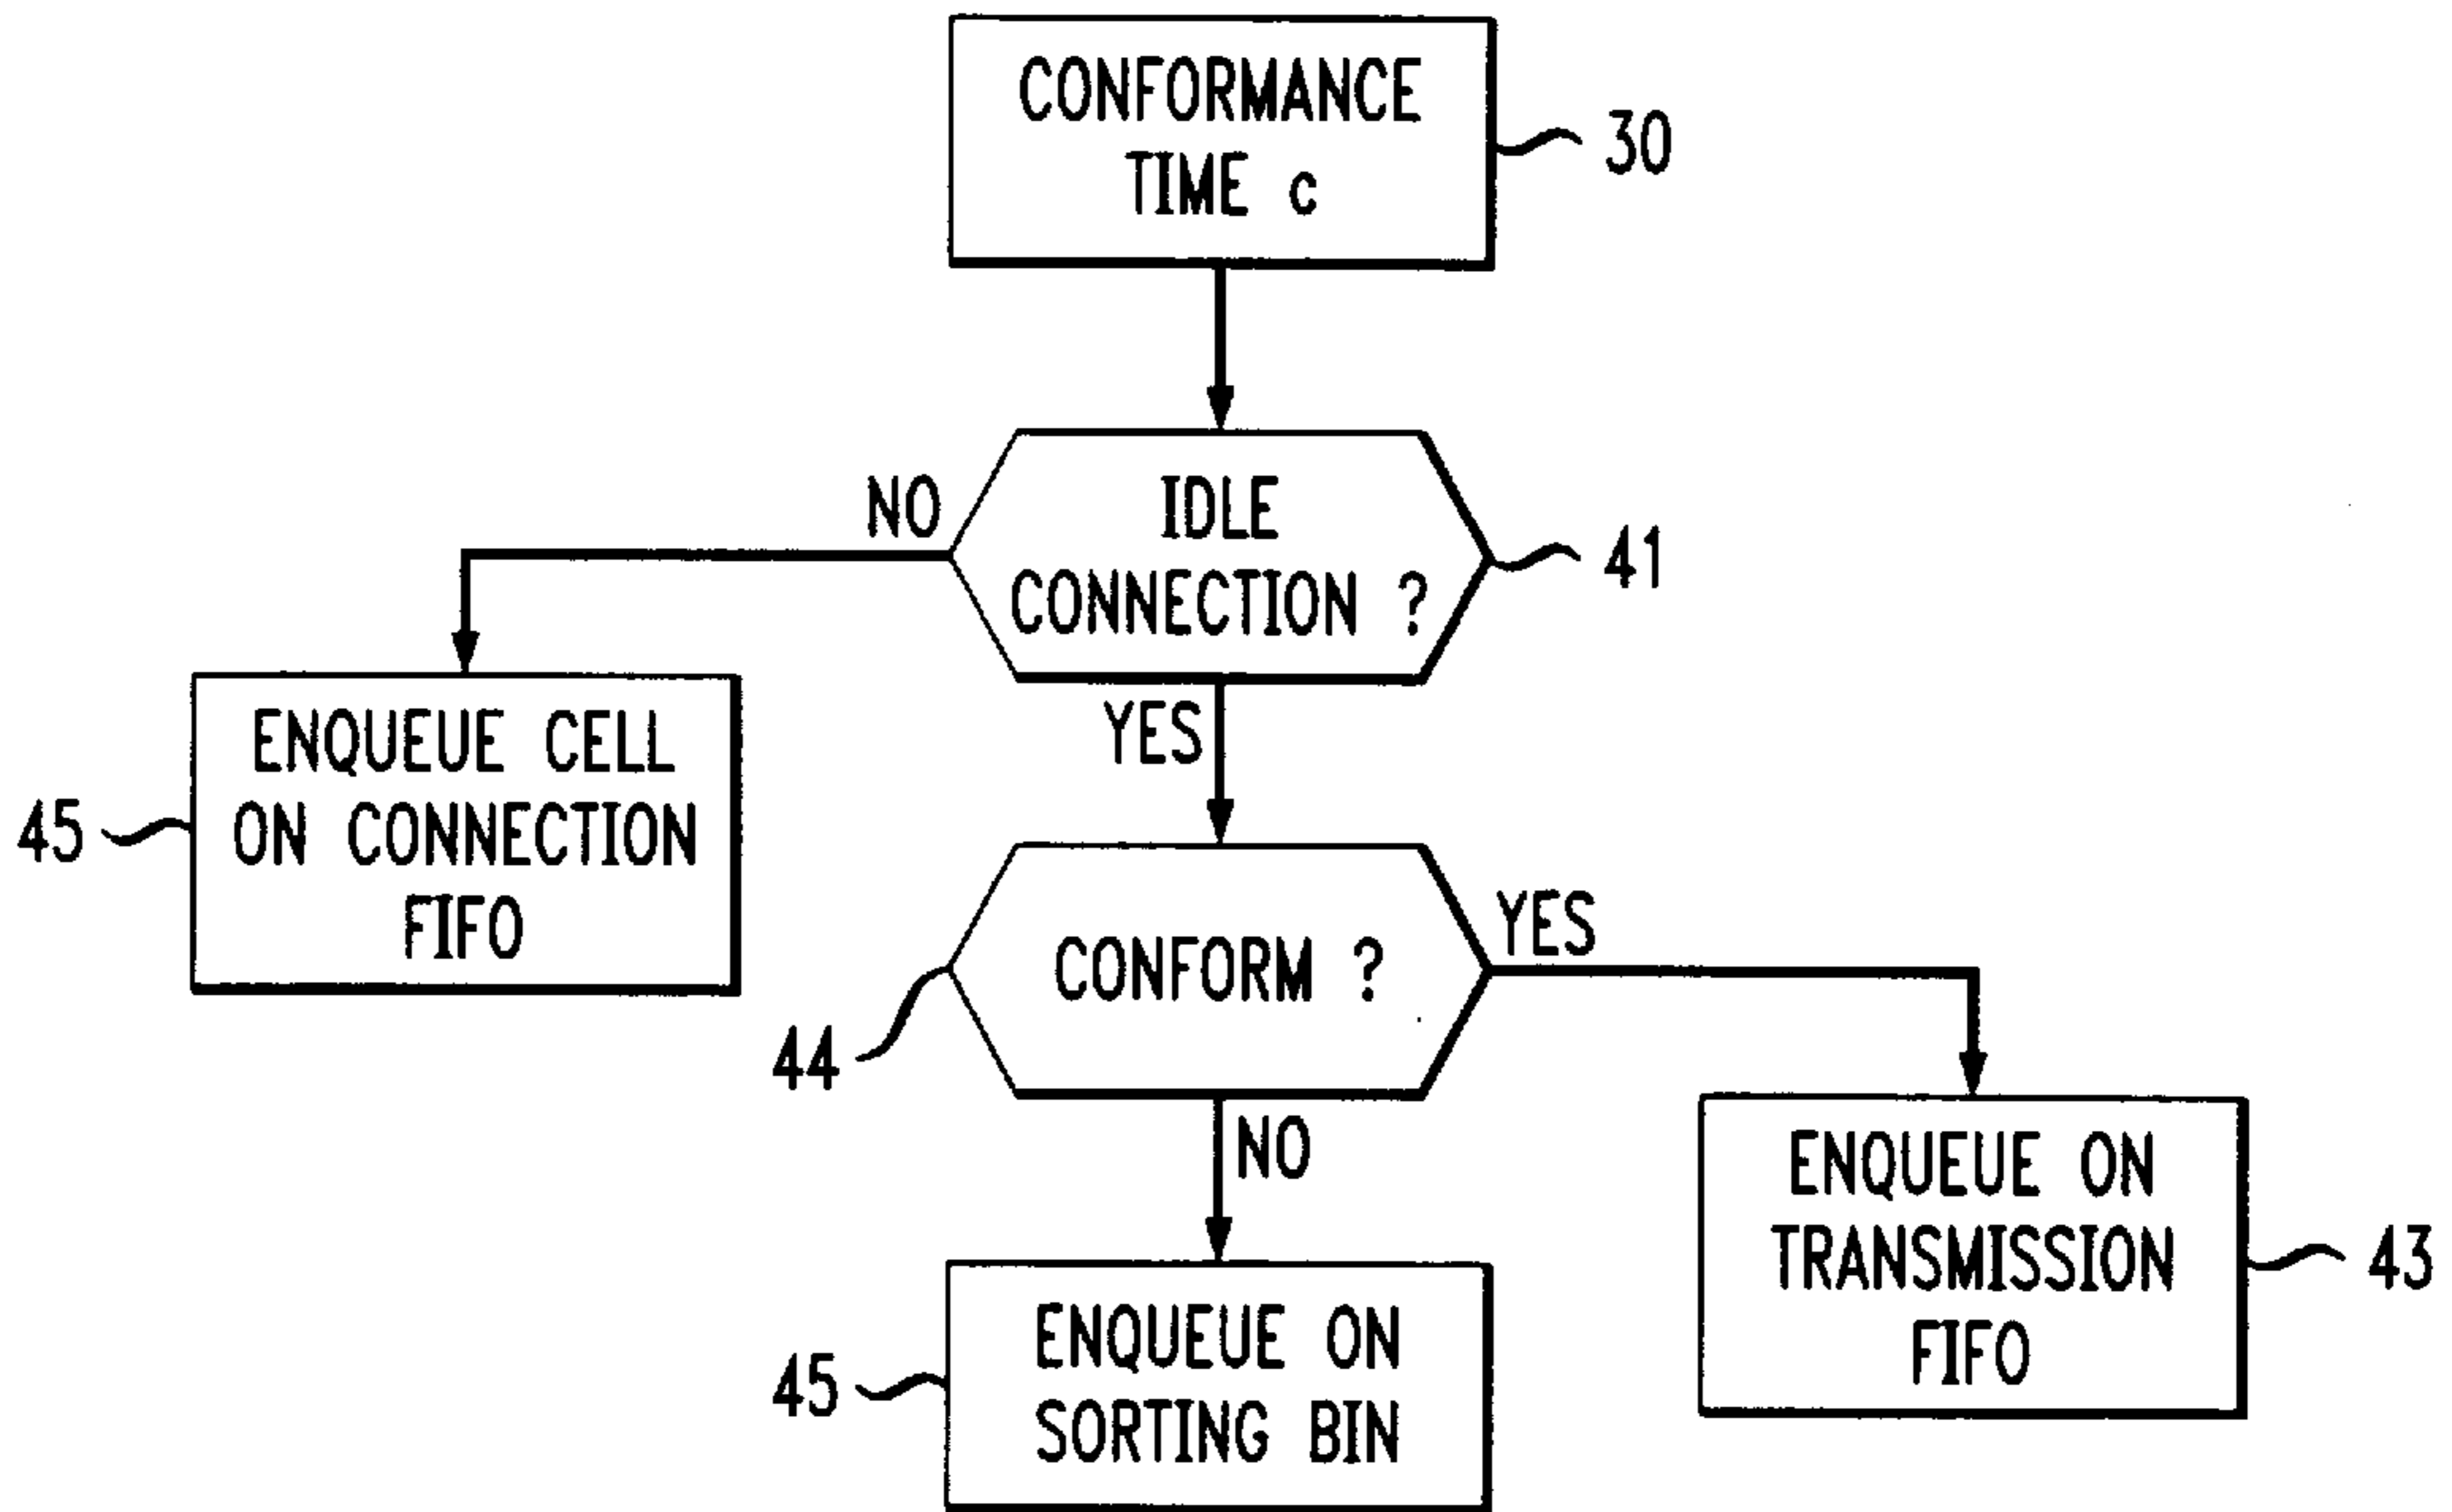 CONFORMANCE
TIME c
30
IDLE
CONNECTION ?
41
NO
YES
ENQUEUE CELL
ON CONNECTION
FIFO
45
CONFORM ?
44
YES
NO
ENQUEUE ON
TRANSMISSION
FIFO
43
ENQUEUE ON
SORTING BIN
45